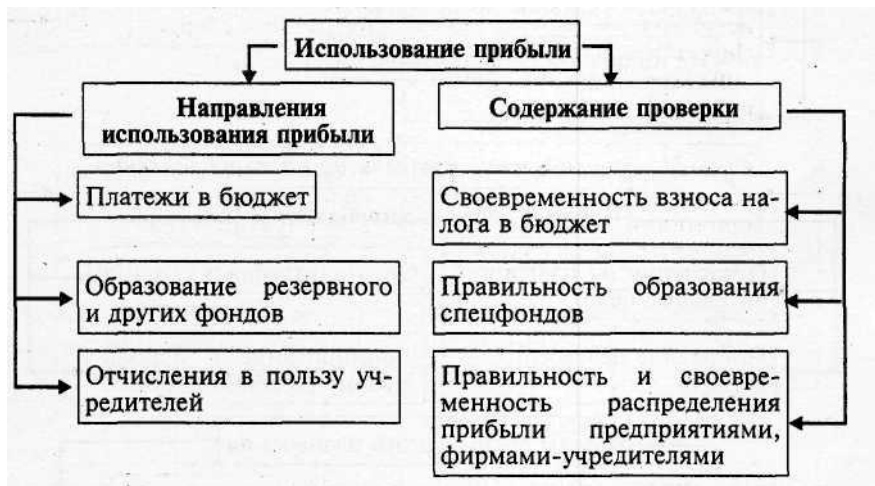 Использование прибыли
Направления
использования прибыли
Содержание проверки
Платежи в бюджет
Своевременность взноса на-
лога в бюджет
Образование резервного
и других фондов
Правильность образования
спецфондов
Отчисления в пользу уч-
редителей
Правильность и своевре-
менность распределения
прибыли предприятиями,
фирмами-учредителями